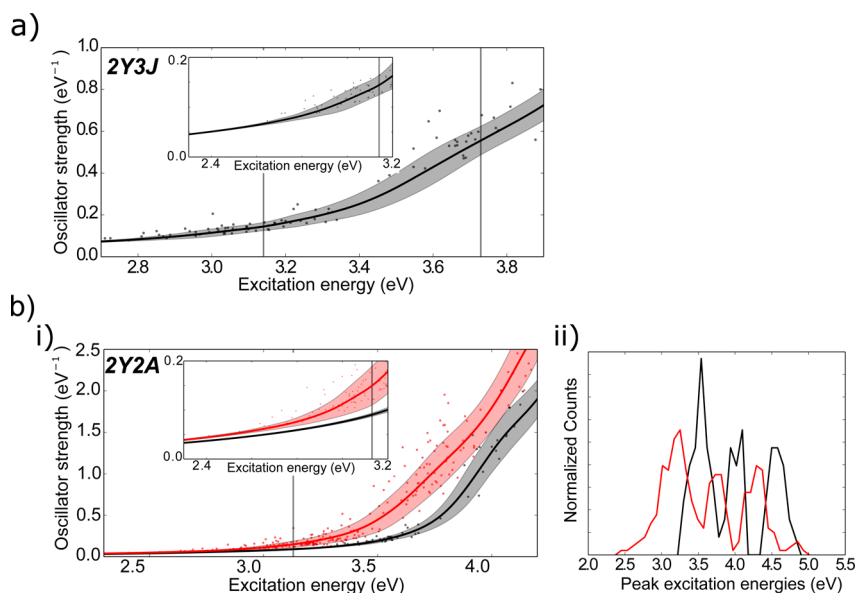 a)
2Y3J
Oscillator strength (eV⁻¹)
1.0
0.8
0.6
0.4
0.2
0.0
2.8 3.0 3.2 3.4 3.6 3.8
Excitation energy (eV)
0.2
0.0
2.4 3.2
Excitation energy (eV)
b)
i)
2Y2A
Oscillator strength (eV⁻¹)
2.5
2.0
1.5
1.0
0.5
0.0
2.5 3.0 3.5 4.0
Excitation energy (eV)
0.2
0.0
2.4 3.2
Excitation energy (eV)
ii)
Normalized Counts
2.0 2.5 3.0 3.5 4.0 4.5 5.0 5.5
Peak excitation energies (eV)